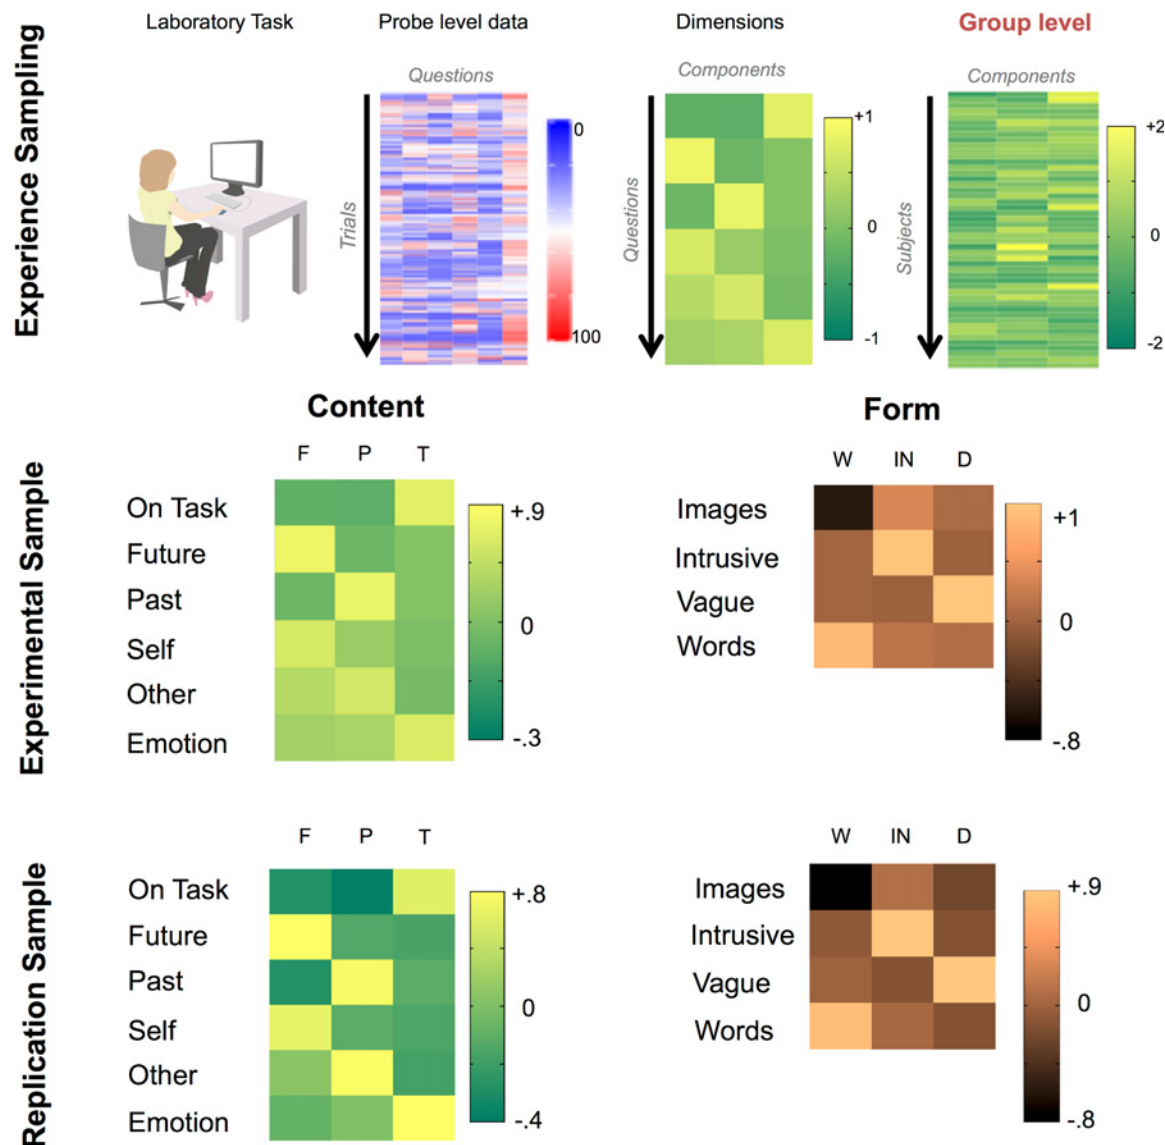 Experience Sampling
Laboratory Task
Probe level data
Dimensions
Group level
Questions
Components
Components
Trials
0
100
Questions
+1
0
-1
Subjects
+2
0
-2
Experimental Sample
Content
F P T
On Task
Future
Past
Self
Other
Emotion
+.9
0
-.3
Form
W IN D
Images
Intrusive
Vague
Words
+1
0
-.8
Replication Sample
F P T
On Task
Future
Past
Self
Other
Emotion
+.8
0
-.4
W IN D
Images
Intrusive
Vague
Words
+.9
0
-.8